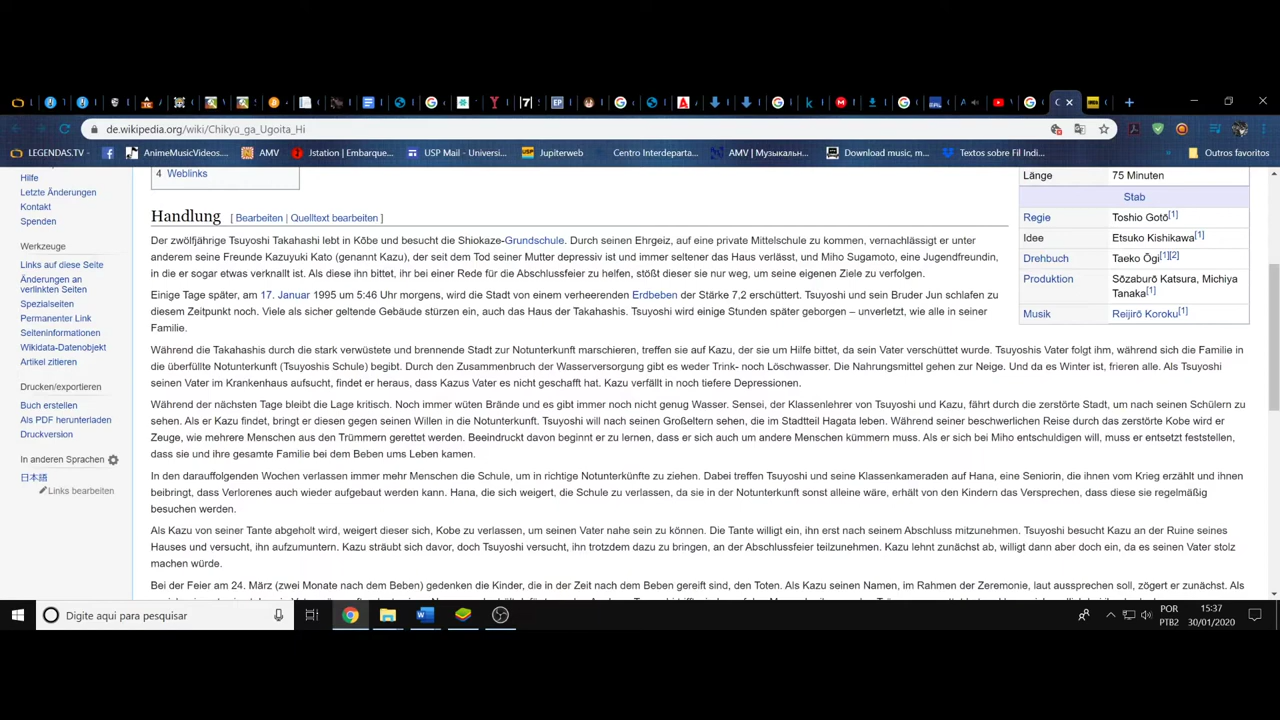 de.wikipedia.org/wiki/Chikyū_ga_Ugoita_Hi
LEGENDAS.TV
AnimeMusicVideos...
AMV
Jstation | Embarque...
USP Mail - Universi...
Jupiterweb
Centro Interdeparta...
AMV | Музыкальн...
Download music, m...
Textos sobre Fil Indi...
»
Outros favoritos
Hilfe
Letzte Änderungen
Kontakt
Spenden
Werkzeuge
Links auf diese Seite
Änderungen an
verlinkten Seiten
Spezialseiten
Permanenter Link
Seiteninformationen
Wikidata-Datenobjekt
Artikel zitieren
Drucken/exportieren
Buch erstellen
Als PDF herunterladen
Druckversion
In anderen Sprachen
日本語
Links bearbeiten
4 Weblinks
Handlung [ Bearbeiten | Quelltext bearbeiten ]
Der zwölfjährige Tsuyoshi Takahashi lebt in Kōbe und besucht die Shiokaze-Grundschule. Durch seinen Ehrgeiz, auf eine private Mittelschule zu kommen, vernachlässigt er unter
anderem seine Freunde Kazuyuki Kato (genannt Kazu), der seit dem Tod seiner Mutter depressiv ist und immer seltener das Haus verlässt, und Miho Sugamoto, eine Jugendfreundin,
in die er sogar etwas verknallt ist. Als diese ihn bittet, ihr bei einer Rede für die Abschlussfeier zu helfen, stößt dieser sie nur weg, um seine eigenen Ziele zu verfolgen.
Einige Tage später, am 17. Januar 1995 um 5:46 Uhr morgens, wird die Stadt von einem verheerenden Erdbeben der Stärke 7,2 erschüttert. Tsuyoshi und sein Bruder Jun schlafen zu
diesem Zeitpunkt noch. Viele als sicher geltende Gebäude stürzen ein, auch das Haus der Takahashis. Tsuyoshi wird einige Stunden später geborgen – unverletzt, wie alle in seiner
Familie.
Während die Takahashis durch die stark verwüstete und brennende Stadt zur Notunterkunft marschieren, treffen sie auf Kazu, der sie um Hilfe bittet, da sein Vater verschüttet wurde. Tsuyoshis Vater folgt ihm, während sich die Familie in
die überfüllte Notunterkunft (Tsuyoshis Schule) begibt. Durch den Zusammenbruch der Wasserversorgung gibt es weder Trink- noch Löschwasser. Die Nahrungsmittel gehen zur Neige. Und da es Winter ist, frieren alle. Als Tsuyoshi
seinen Vater im Krankenhaus aufsucht, findet er heraus, dass Kazus Vater es nicht geschafft hat. Kazu verfällt in noch tiefere Depressionen.
Während der nächsten Tage bleibt die Lage kritisch. Noch immer wüten Brände und es gibt immer noch nicht genug Wasser. Sensei, der Klassenlehrer von Tsuyoshi und Kazu, fährt durch die zerstörte Stadt, um nach seinen Schülern zu
sehen. Als er Kazu findet, bringt er diesen gegen seinen Willen in die Notunterkunft. Tsuyoshi will nach seinen Großeltern sehen, die im Stadtteil Hagata leben. Während seiner beschwerlichen Reise durch das zerstörte Kobe wird er
Zeuge, wie mehrere Menschen aus den Trümmern gerettet werden. Beeindruckt davon beginnt er zu lernen, dass er sich auch um andere Menschen kümmern muss. Als er sich bei Miho entschuldigen will, muss er entsetzt feststellen,
dass sie und ihre gesamte Familie bei dem Beben ums Leben kamen.
In den darauffolgenden Wochen verlassen immer mehr Menschen die Schule, um in richtige Notunterkünfte zu ziehen. Dabei treffen Tsuyoshi und seine Klassenkameraden auf Hana, eine Seniorin, die ihnen vom Krieg erzählt und ihnen
beibringt, dass Verlorenes auch wieder aufgebaut werden kann. Hana, die sich weigert, die Schule zu verlassen, da sie in der Notunterkunft sonst alleine wäre, erhält von den Kindern das Versprechen, dass diese sie regelmäßig
besuchen werden.
Als Kazu von seiner Tante abgeholt wird, weigert dieser sich, Kobe zu verlassen, um seinen Vater nahe sein zu können. Die Tante willigt ein, ihn erst nach seinem Abschluss mitzunehmen. Tsuyoshi besucht Kazu an der Ruine seines
Hauses und versucht, ihn aufzumuntern. Kazu sträubt sich davor, doch Tsuyoshi versucht, ihn trotzdem dazu zu bringen, an der Abschlussfeier teilzunehmen. Kazu lehnt zunächst ab, willigt dann aber doch ein, da es seinen Vater stolz
machen würde.
Bei der Feier am 24. März (zwei Monate nach dem Beben) gedenken die Kinder, die in der Zeit nach dem Beben gereift sind, den Toten. Als Kazu seinen Namen, im Rahmen der Zeremonie, laut aussprechen soll, zögert er zunächst. Als
Länge 75 Minuten
Stab
Regie Toshio Gotō[1]
Idee Etsuko Kishikawa[1]
Drehbuch Taeko Ōgi[1][2]
Produktion Sōzaburō Katsura, Michiya
Tanaka[1]
Musik Reijirō Koroku[1]
Digite aqui para pesquisar
POR
PTB2
15:37
30/01/2020